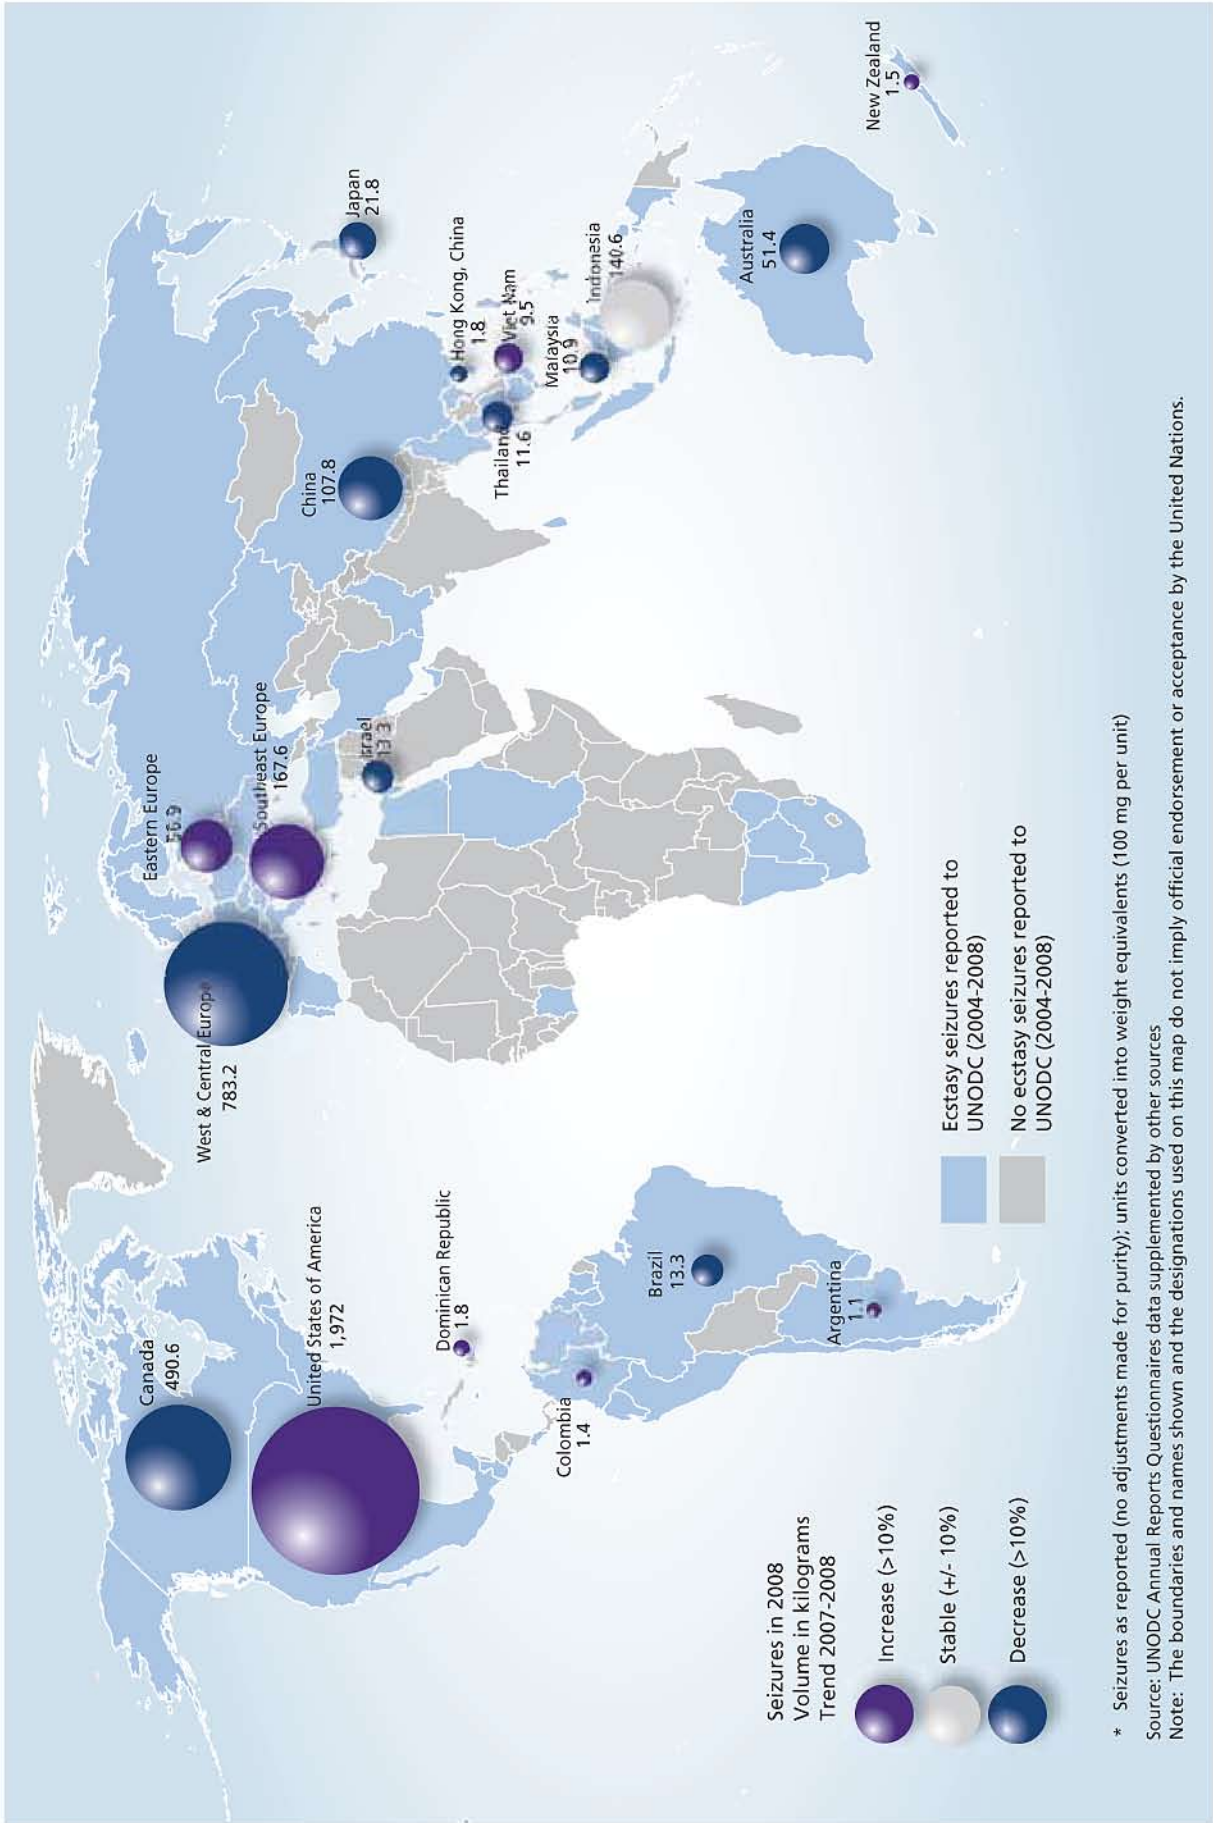 Canada
490.6
United States of America
1,972
Dominican Republic
1.8
Colombia
1.4
Brazil
13.3
Argentina
1.1
West & Central Europe
783.2
Eastern Europe
Southeast Europe
167.6
Israel
13.3
China
107.8
Japan
21.8
Hong Kong, China
1.8
Viet Nam
9.5
Thailand
11.6
Malaysia
10.9
Indonesia
140.6
Australia
51.4
New Zealand
1.5
Seizures in 2008
Volume in kilograms
Trend 2007-2008
Increase (>10%)
Stable (+/- 10%)
Decrease (>10%)
Ecstasy seizures reported to
UNODC (2004-2008)
No ecstasy seizures reported to
UNODC (2004-2008)
* Seizures as reported (no adjustments made for purity); units converted into weight equivalents (100 mg per unit)
Source: UNODC Annual Reports Questionnaires data supplemented by other sources
Note: The boundaries and names shown and the designations used on this map do not imply official endorsement or acceptance by the United Nations.